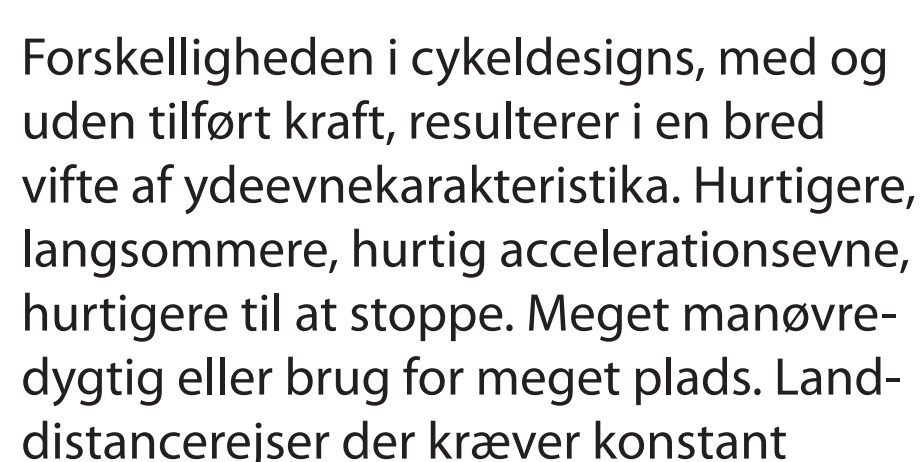 Forskelligheden i cykeldesigns, med og
uden tilført kraft, resulterer i en bred
vifte af ydeevnekarakteristika. Hurtigere,
langsommere, hurtig accelerationsevne,
hurtigere til at stoppe. Meget manøvre-
dygtig eller brug for meget plads. Land-
distancerejser der kræver konstant